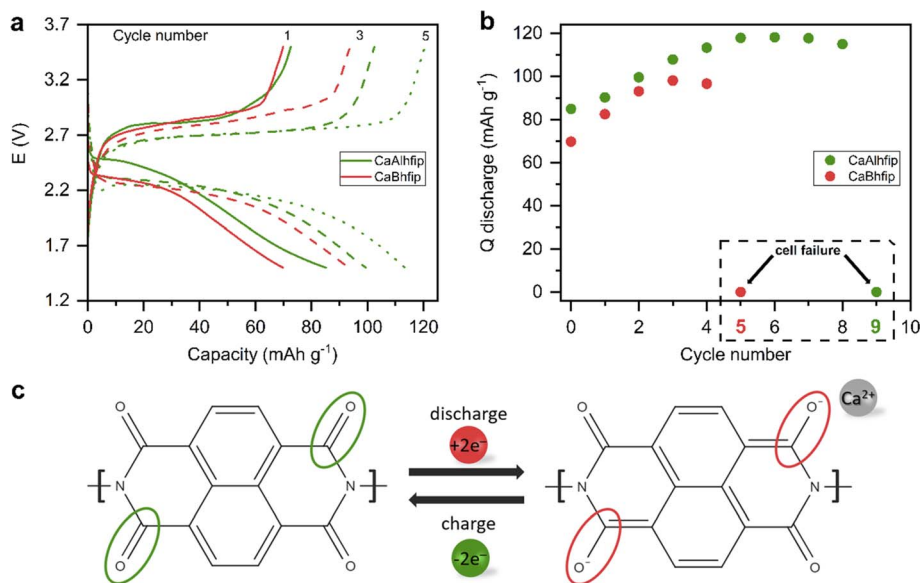 a
Cycle number
1
3
5
3.7
3.2
2.7
2.2
1.7
1.2
E (V)
CaAlhfip
CaBhfip
0
20
40
60
80
100
120
Capacity (mAh g⁻¹)
b
120
100
80
60
40
20
0
Q discharge (mAh g⁻¹)
CaAlhfip
CaBhfip
cell failure
0
2
4
5
6
8
9
10
Cycle number
c
O
O
[
N
N
]
O
O
discharge
+2e⁻
charge
-2e⁻
O
O⁻
Ca²⁺
[
N
N
]
O⁻
O